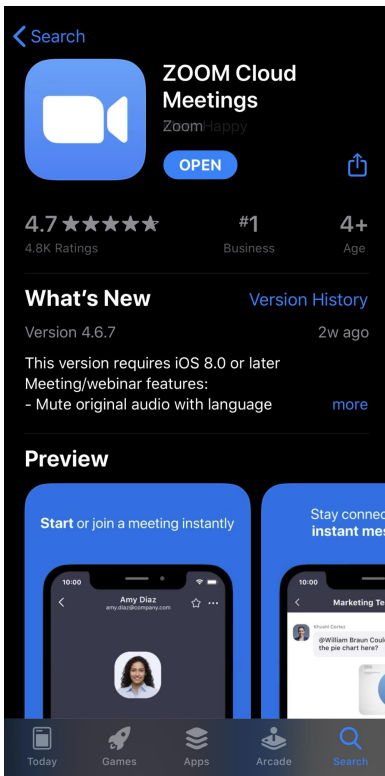 Search
ZOOM Cloud
Meetings
Zoom
OPEN
4.7
4.8K Ratings
#1
Business
4+
Age
What's New
Version History
Version 4.6.7
2w ago
This version requires iOS 8.0 or later
Meeting/webinar features:
- Mute original audio with language
more
Preview
Start or join a meeting instantly
10:00
Amy Diaz
amy.diaz@company.com
Stay connec
instant mes
10:00
Marketing Te
Khushi Cortez
@William Braun Coul
the pie chart here?
Today
Games
Apps
Arcade
Search